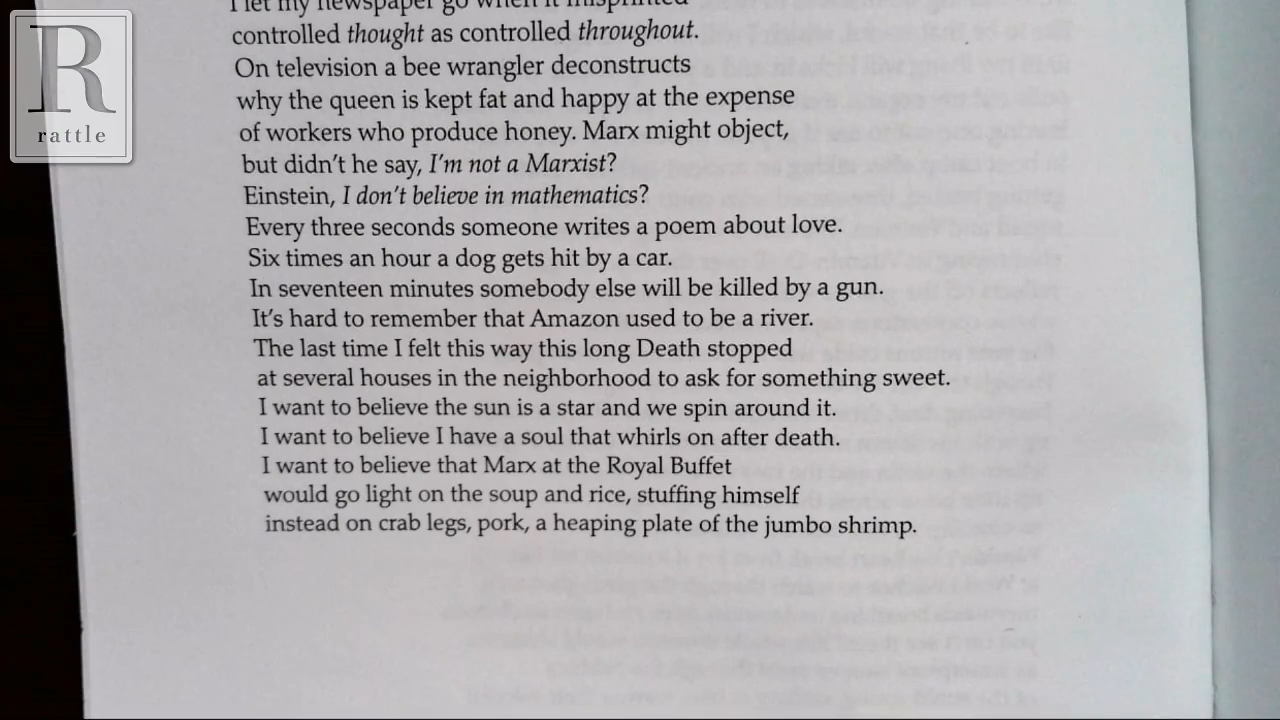 R
rattle
I let my newspaper go when it misprinted
controlled thought as controlled throughout.
On television a bee wrangler deconstructs
why the queen is kept fat and happy at the expense
of workers who produce honey. Marx might object,
but didn't he say, I'm not a Marxist?
Einstein, I don't believe in mathematics?
Every three seconds someone writes a poem about love.
Six times an hour a dog gets hit by a car.
In seventeen minutes somebody else will be killed by a gun.
It's hard to remember that Amazon used to be a river.
The last time I felt this way this long Death stopped
at several houses in the neighborhood to ask for something sweet.
I want to believe the sun is a star and we spin around it.
I want to believe I have a soul that whirls on after death.
I want to believe that Marx at the Royal Buffet
would go light on the soup and rice, stuffing himself
instead on crab legs, pork, a heaping plate of the jumbo shrimp.